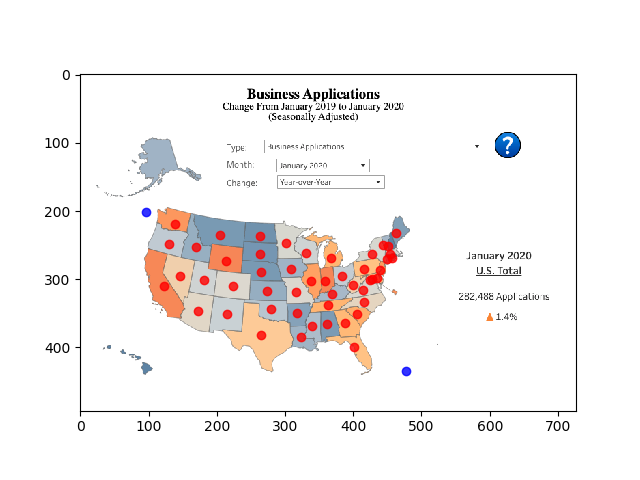 Business Applications
Change From January 2019 to January 2020
(Seasonally Adjusted)
Type: Business Applications
Month: January 2020
Change: Year-over-Year
?
January 2020
U.S. Total
282,488 Applications
1.4%
0
100
200
300
400
0 100 200 300 400 500 600 700